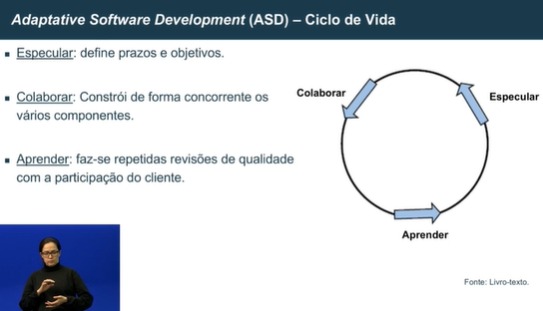 Adaptative Software Development (ASD) – Ciclo de Vida
▪ Especular: define prazos e objetivos.
▪ Colaborar: Constrói de forma concorrente os
vários componentes.
▪ Aprender: faz-se repetidas revisões de qualidade
com a participação do cliente.
Colaborar
Especular
Aprender
Fonte: Livro-texto.